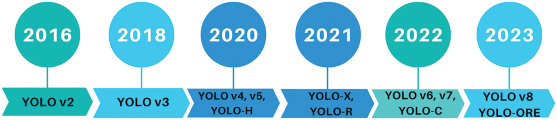 2016
2018
2020
2021
2022
2023
YOLO v2
YOLO v3
YOLO v4, v5,
YOLO-H
YOLO-X,
YOLO-R
YOLO v6, v7,
YOLO-C
YOLO v8
YOLO-ORE